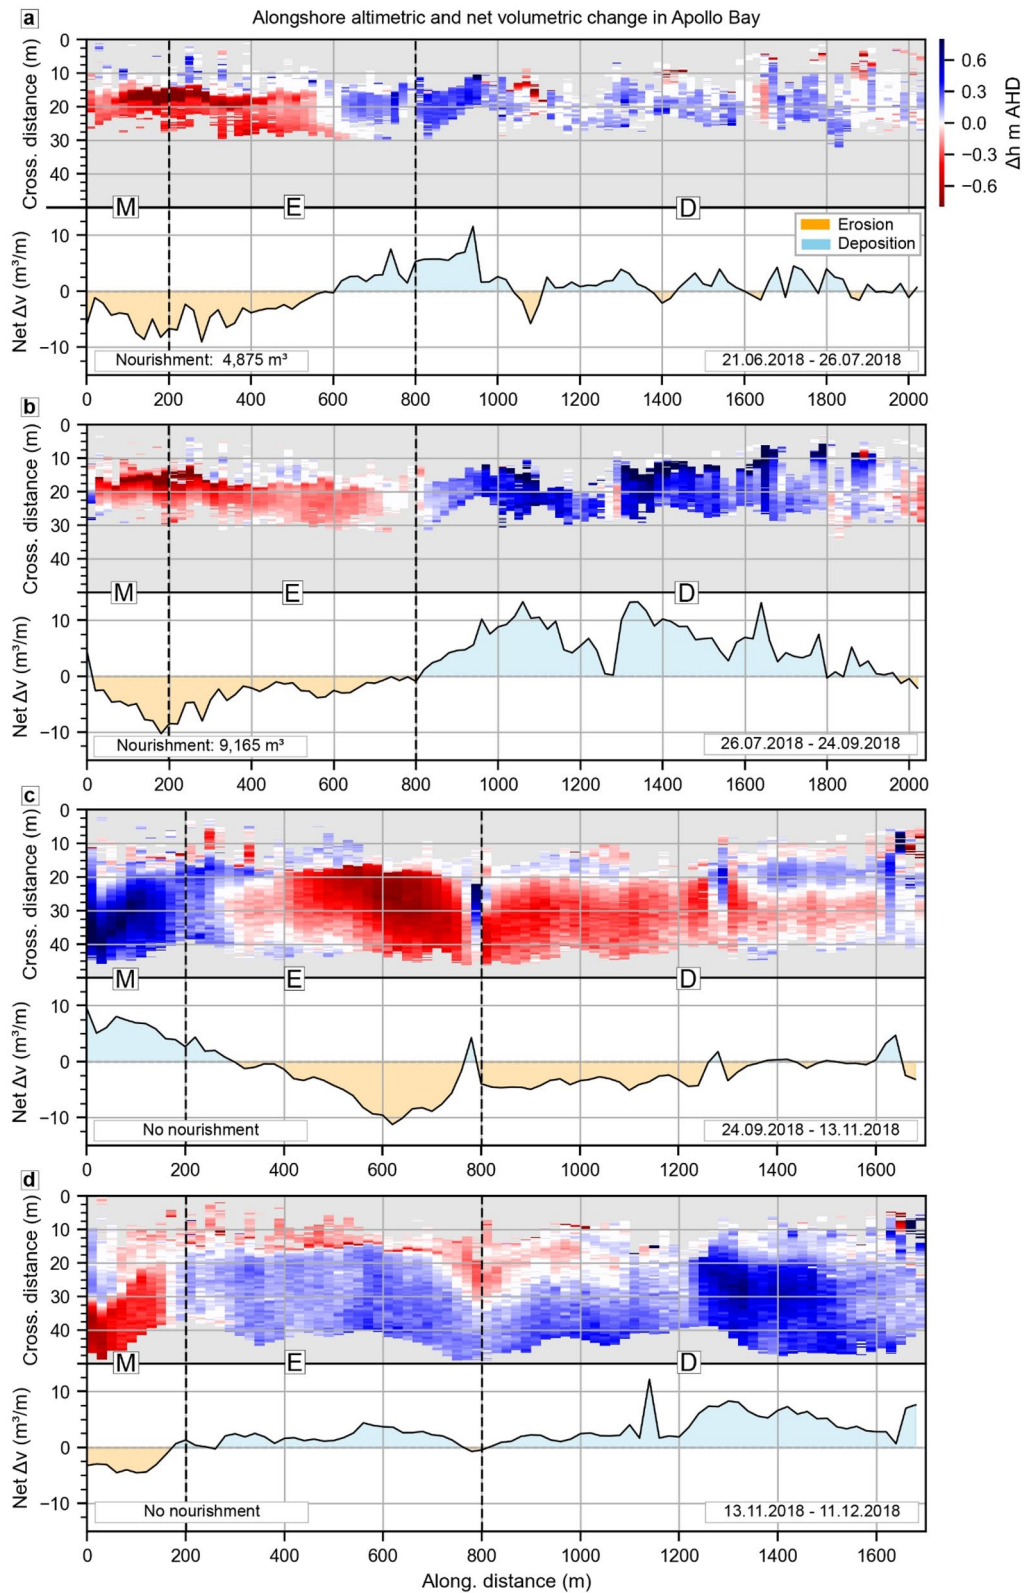 Alongshore altimetric and net volumetric change in Apollo Bay
a
Cross. distance (m)
0
10
20
30
40
M
E
D
0.6
0.3
0.0
−0.3
−0.6
Δh m AHD
Net Δv (m³/m)
10
0
−10
Erosion
Deposition
Nourishment: 4,875 m³
21.06.2018 - 26.07.2018
0 200 400 600 800 1000 1200 1400 1600 1800 2000
b
Cross. distance (m)
0
10
20
30
40
M
E
D
Net Δv (m³/m)
10
0
−10
Nourishment: 9,165 m³
26.07.2018 - 24.09.2018
0 200 400 600 800 1000 1200 1400 1600 1800 2000
c
Cross. distance (m)
0
10
20
30
40
M
E
D
Net Δv (m³/m)
10
0
−10
No nourishment
24.09.2018 - 13.11.2018
0 200 400 600 800 1000 1200 1400 1600
d
Cross. distance (m)
0
10
20
30
40
M
E
D
Net Δv (m³/m)
10
0
−10
No nourishment
13.11.2018 - 11.12.2018
0 200 400 600 800 1000 1200 1400 1600
Along. distance (m)